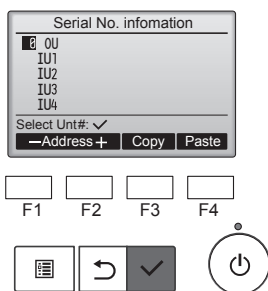 Serial No. infomation
0 OU
IU1
IU2
IU3
IU4
Select Unt#: ✓
−Address+ Copy Paste
F1 F2 F3 F4